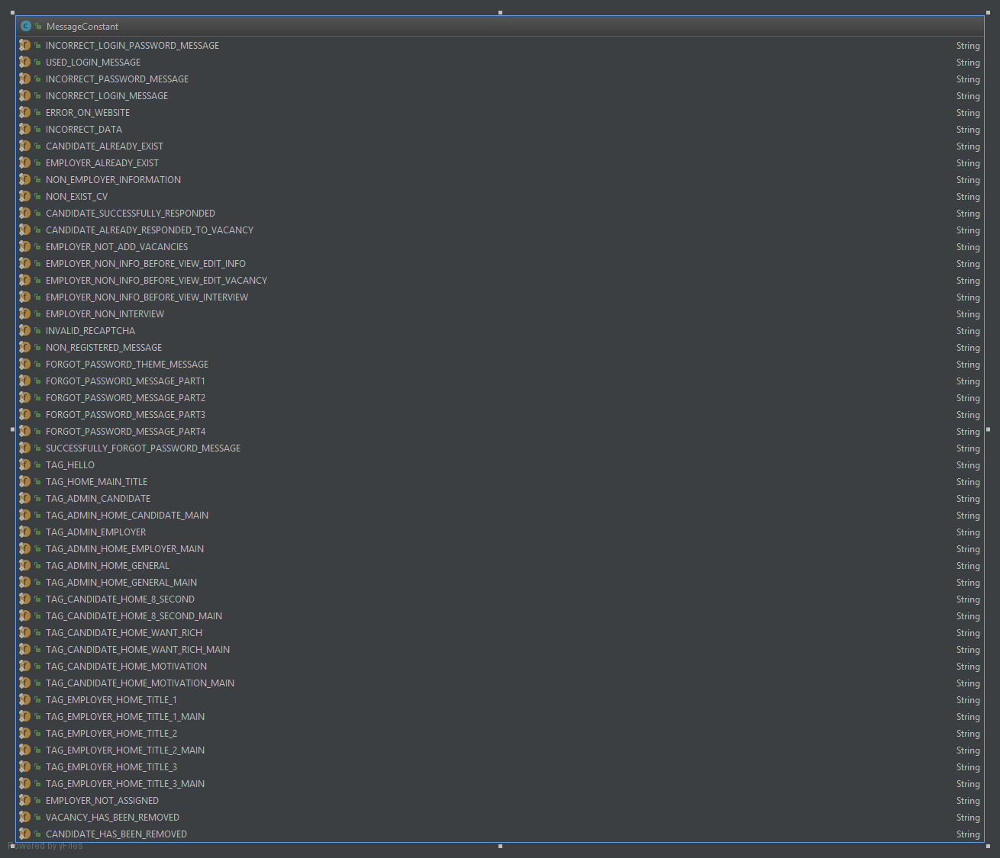 MessageConstant
INCORRECT_LOGIN_PASSWORD_MESSAGE String
USED_LOGIN_MESSAGE String
INCORRECT_PASSWORD_MESSAGE String
INCORRECT_LOGIN_MESSAGE String
ERROR_ON_WEBSITE String
INCORRECT_DATA String
CANDIDATE_ALREADY_EXIST String
EMPLOYER_ALREADY_EXIST String
NON_EMPLOYER_INFORMATION String
NON_EXIST_CV String
CANDIDATE_SUCCESSFULLY_RESPONDED String
CANDIDATE_ALREADY_RESPONDED_TO_VACANCY String
EMPLOYER_NOT_ADD_VACANCIES String
EMPLOYER_NON_INFO_BEFORE_VIEW_EDIT_INFO String
EMPLOYER_NON_INFO_BEFORE_VIEW_EDIT_VACANCY String
EMPLOYER_NON_INFO_BEFORE_VIEW_INTERVIEW String
EMPLOYER_NON_INTERVIEW String
INVALID_RECAPTCHA String
NON_REGISTERED_MESSAGE String
FORGOT_PASSWORD_THEME_MESSAGE String
FORGOT_PASSWORD_MESSAGE_PART1 String
FORGOT_PASSWORD_MESSAGE_PART2 String
FORGOT_PASSWORD_MESSAGE_PART3 String
FORGOT_PASSWORD_MESSAGE_PART4 String
SUCCESSFULLY_FORGOT_PASSWORD_MESSAGE String
TAG_HELLO String
TAG_HOME_MAIN_TITLE String
TAG_ADMIN_CANDIDATE String
TAG_ADMIN_HOME_CANDIDATE_MAIN String
TAG_ADMIN_EMPLOYER String
TAG_ADMIN_HOME_EMPLOYER_MAIN String
TAG_ADMIN_HOME_GENERAL String
TAG_ADMIN_HOME_GENERAL_MAIN String
TAG_CANDIDATE_HOME_8_SECOND String
TAG_CANDIDATE_HOME_8_SECOND_MAIN String
TAG_CANDIDATE_HOME_WANT_RICH String
TAG_CANDIDATE_HOME_WANT_RICH_MAIN String
TAG_CANDIDATE_HOME_MOTIVATION String
TAG_CANDIDATE_HOME_MOTIVATION_MAIN String
TAG_EMPLOYER_HOME_TITLE_1 String
TAG_EMPLOYER_HOME_TITLE_1_MAIN String
TAG_EMPLOYER_HOME_TITLE_2 String
TAG_EMPLOYER_HOME_TITLE_2_MAIN String
TAG_EMPLOYER_HOME_TITLE_3 String
TAG_EMPLOYER_HOME_TITLE_3_MAIN String
EMPLOYER_NOT_ASSIGNED String
VACANCY_HAS_BEEN_REMOVED String
CANDIDATE_HAS_BEEN_REMOVED String
Powered by yFiles